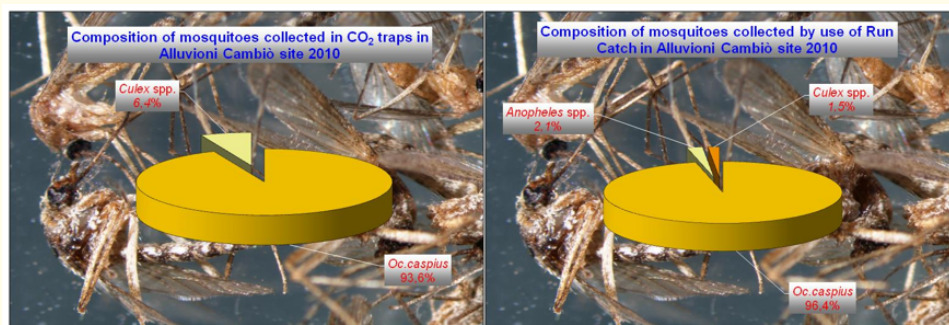 Composition of mosquitoes collected in CO₂ traps in
Alluvioni Cambiò site 2010
Culex spp.
6,4%
Oc.caspius
93,6%
Composition of mosquitoes collected by use of Run
Catch in Alluvioni Cambiò site 2010
Anopheles spp.
2,1%
Culex spp.
1,5%
Oc.caspius
96,4%